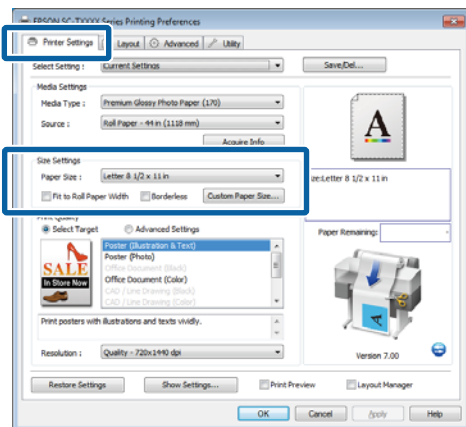 EPSON SC-TXXXX Series Printing Preferences
Printer Settings Layout Advanced Utility
Select Setting : Current Settings Save/Del...
Media Settings
Media Type : Premium Glossy Photo Paper (170)
Source : Roll Paper - 44 in (1118 mm)
Acquire Info
A
Size Settings
Paper Size : Letter 8 1/2 x 11 in
ize:Letter 8 1/2 x 11 in
Fit to Roll Paper Width Borderless Custom Paper Size...
Print Quality
Select Target Advanced Settings
Paper Remaining:
SALE
In Store Now
Poster (Illustration & Text)
Poster (Photo)
Office Document (Black)
Office Document (Color)
CAD / Line Drawing (Black)
CAD / Line Drawing (Color)
A
Print posters with illustrations and texts vividly.
Resolution : Quality - 720x1440 dpi
Version 7.00
Restore Settings Show Settings... Print Preview Layout Manager
OK Cancel Apply Help